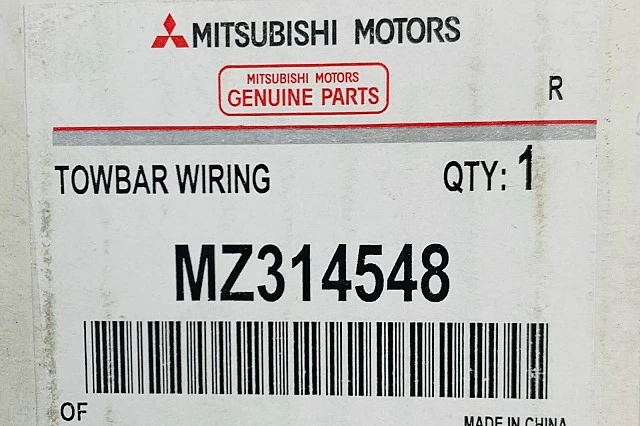 MITSUBISHI MOTORS
MITSUBISHI MOTORS
GENUINE PARTS
R
TOWBAR WIRING QTY: 1
MZ314548
OF
MADE IN CHINA